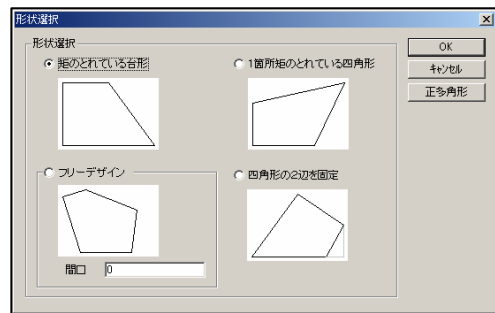 形状選択
形状選択
矩のとれている台形
1箇所矩のとれている四角形
OK
キャンセル
正多角形
フリーデザイン
四角形の2辺を固定
間口
0